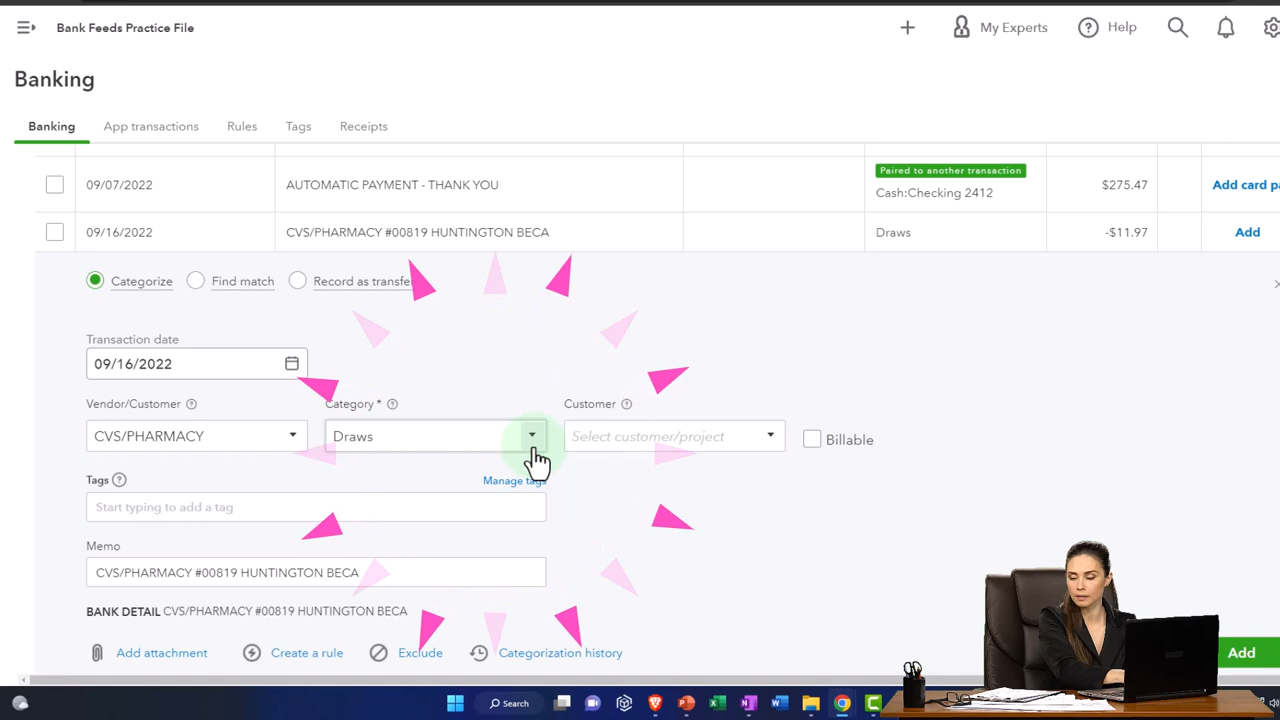 Bank Feeds Practice File
My Experts
Help
Banking
Banking App transactions Rules Tags Receipts
09/07/2022 AUTOMATIC PAYMENT - THANK YOU Paired to another transaction Cash:Checking 2412 $275.47 Add card pa
09/16/2022 CVS/PHARMACY #00819 HUNTINGTON BECA Draws -$11.97 Add
Categorize Find match Record as transfe
Transaction date
09/16/2022
Vendor/Customer Category * Customer
CVS/PHARMACY Draws Select customer/project Billable
Tags Manage tags
Start typing to add a tag
Memo
CVS/PHARMACY #00819 HUNTINGTON BECA
BANK DETAIL CVS/PHARMACY #00819 HUNTINGTON BECA
Add attachment Create a rule Exclude Categorization history Add
Search